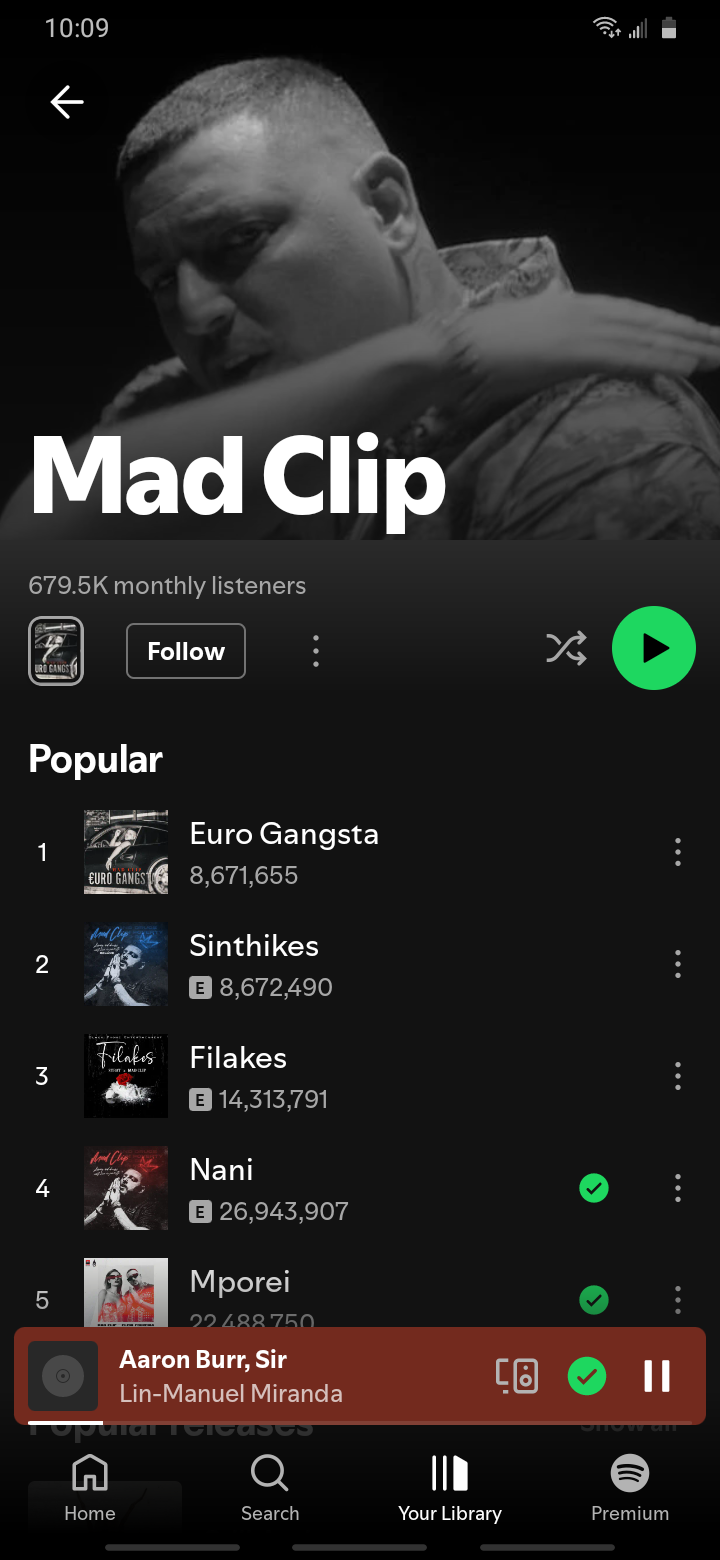 10:09
Mad Clip
679.5K monthly listeners
EURO GANGST
Follow
Popular
1
Euro Gangsta
8,671,655
€URO GANGST
2
Mad Clip
Sinthikes
E 8,672,490
3
Filakes
Filakes
E 14,313,791
4
Mad Clip
Nani
E 26,943,907
5
Mporei
22,488,750
Aaron Burr, Sir
Lin-Manuel Miranda
Popular releases
Show all
Home
Search
Your Library
Premium